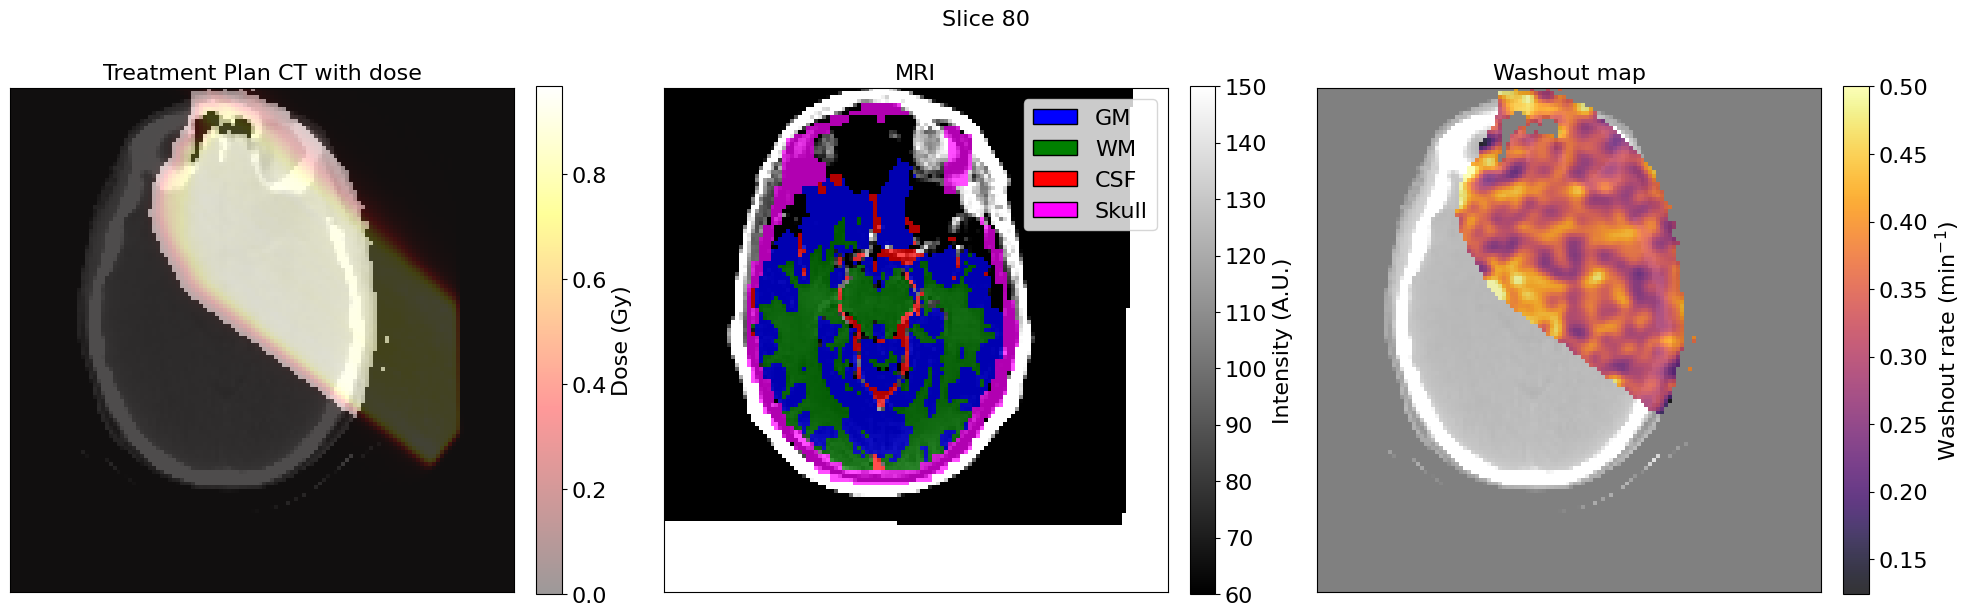 Slice 80
Treatment Plan CT with dose
0.8
0.6
0.4
0.2
0.0
Dose (Gy)
MRI
GM
WM
CSF
Skull
150
140
130
120
110
100
90
80
70
60
Intensity (A.U.)
Washout map
0.50
0.45
0.40
0.35
0.30
0.25
0.20
0.15
Washout rate (min⁻¹)